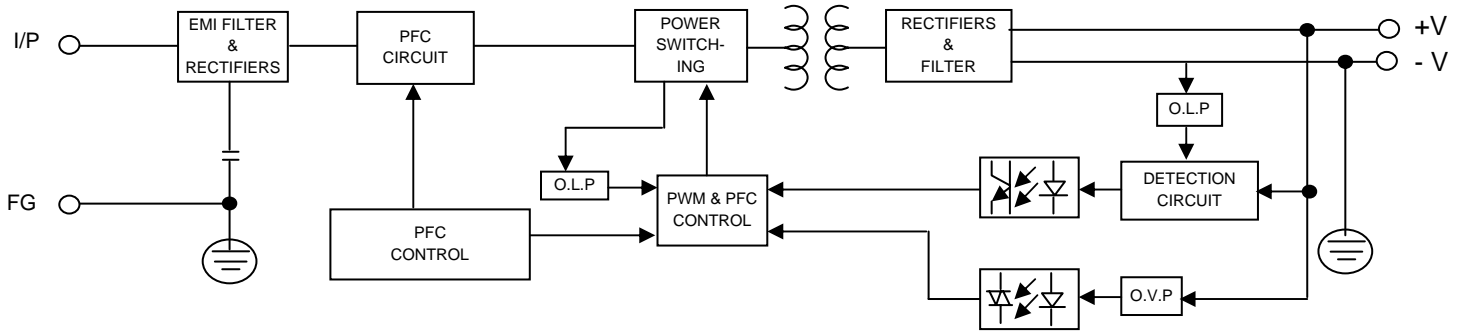 I/P
EMI FILTER
&
RECTIFIERS
PFC
CIRCUIT
POWER
SWITCH-
ING
RECTIFIERS
&
FILTER
+V
- V
O.L.P
O.L.P
DETECTION
CIRCUIT
FG
PFC
CONTROL
PWM & PFC
CONTROL
O.V.P